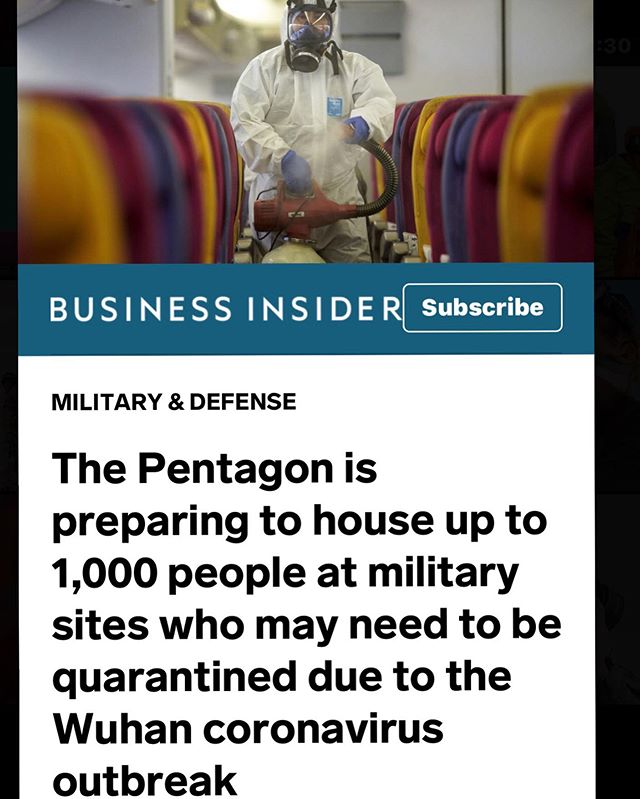 :30
BUSINESS INSIDER Subscribe
MILITARY & DEFENSE
The Pentagon is
preparing to house up to
1,000 people at military
sites who may need to be
quarantined due to the
Wuhan coronavirus
outbreak